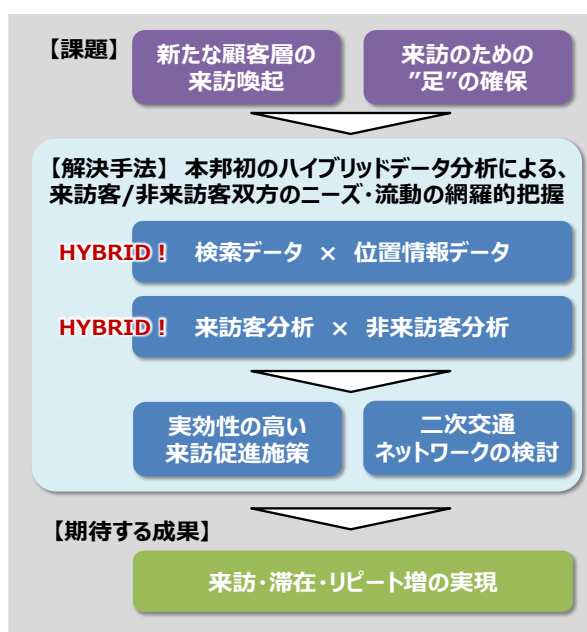 【課題】
新たな顧客層の
来訪喚起
来訪のための
”足”の確保
【解決手法】 本邦初のハイブリッドデータ分析による、
来訪客/非来訪客双方のニーズ・流動の網羅的把握
HYBRID！ 検索データ × 位置情報データ
HYBRID！ 来訪客分析 × 非来訪客分析
実効性の高い
来訪促進施策
二次交通
ネットワークの検討
【期待する成果】
来訪・滞在・リピート増の実現